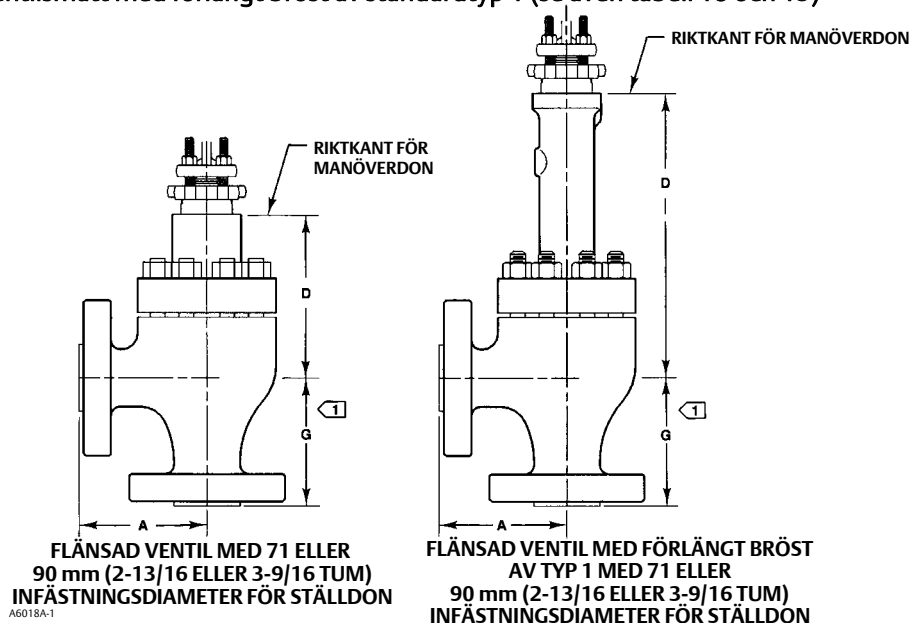 RIKTKANT FÖR MANÖVERDON
RIKTKANT FÖR
MANÖVERDON
D
D
1
G
1
G
A
A
FLÄNSAD VENTIL MED 71 ELLER
90 mm (2-13/16 ELLER 3-9/16 TUM)
INFÄSTNINGSDIAMETER FÖR STÄLLDON
A6018A-1
FLÄNSAD VENTIL MED FÖRLÄNGT BRÖST
AV TYP 1 MED 71 ELLER
90 mm (2-13/16 ELLER 3-9/16 TUM)
INFÄSTNINGSDIAMETER FÖR STÄLLDON